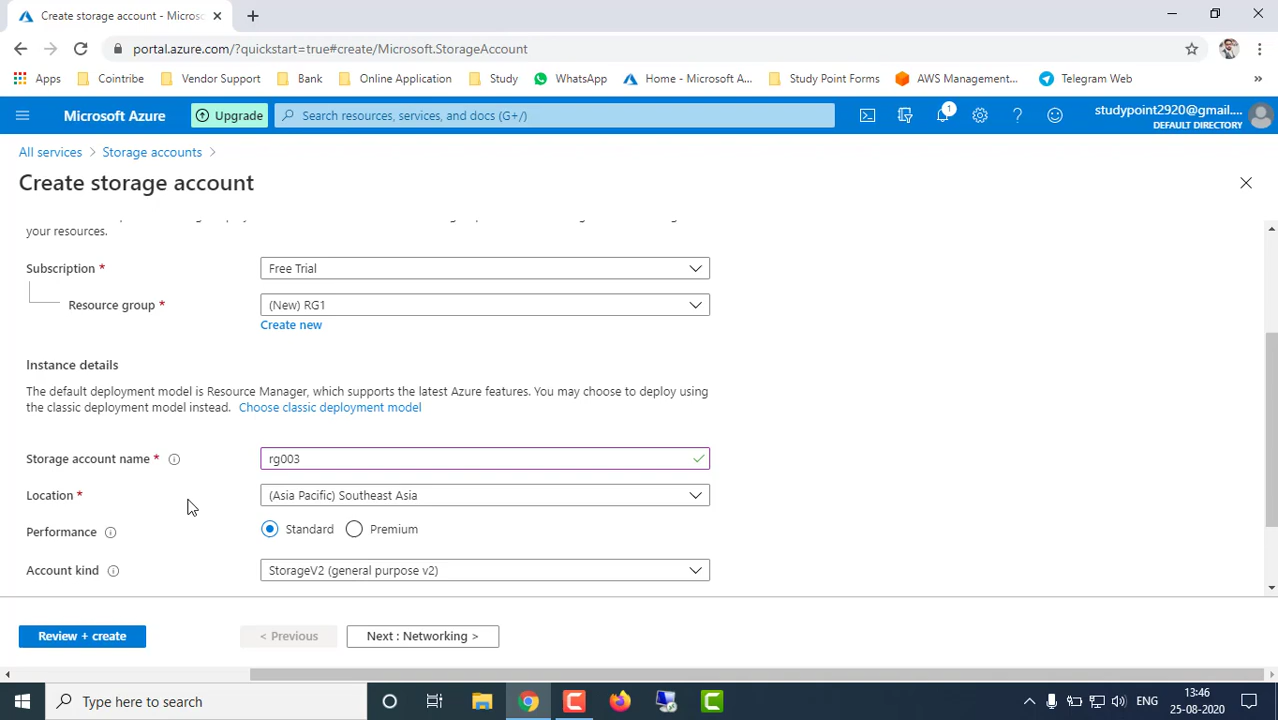 Create storage account - Micros
portal.azure.com/?quickstart=true#create/Microsoft.StorageAccount
Apps Cointribe Vendor Support Bank Online Application Study WhatsApp Home - Microsoft A... Study Point Forms AWS Management... Telegram Web »
Microsoft Azure Upgrade Search resources, services, and docs (G+/) 1 studypoint2920@gmail....
DEFAULT DIRECTORY
All services > Storage accounts >
Create storage account
your resources.
Subscription * Free Trial
Resource group * (New) RG1
Create new
Instance details
The default deployment model is Resource Manager, which supports the latest Azure features. You may choose to deploy using
the classic deployment model instead. Choose classic deployment model
Storage account name * rg003
Location * (Asia Pacific) Southeast Asia
Performance Standard Premium
Account kind StorageV2 (general purpose v2)
Review + create < Previous Next : Networking >
Type here to search ENG 13:46
25-08-2020